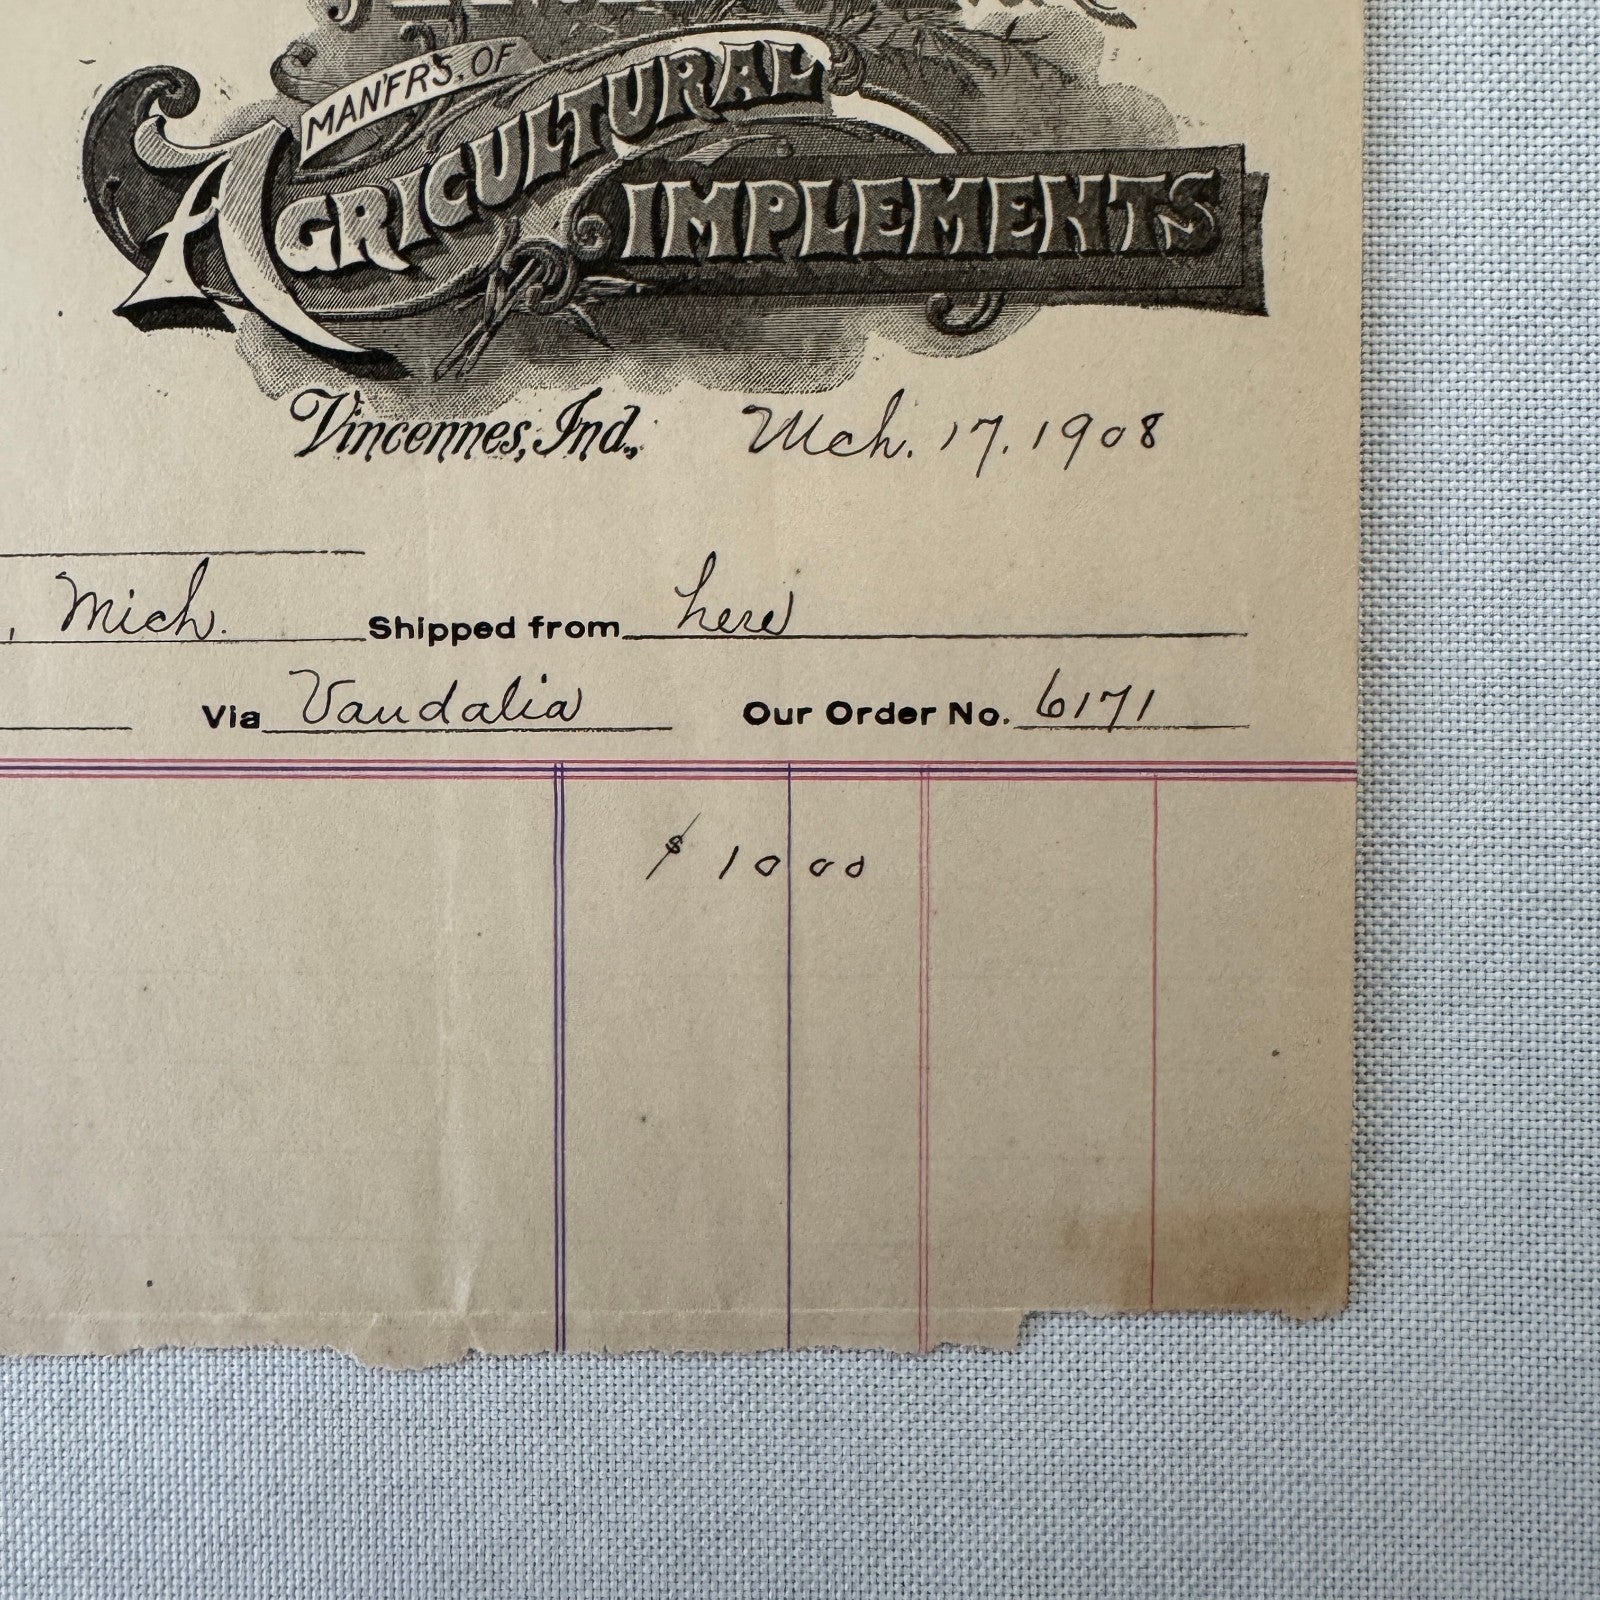 MAN'FRS. OF
AGRICULTURAL
IMPLEMENTS
Vincennes, Ind., Mch. 17. 1908
, Mich. Shipped from here
Via Vandalia Our Order No. 6171
$ 10 00